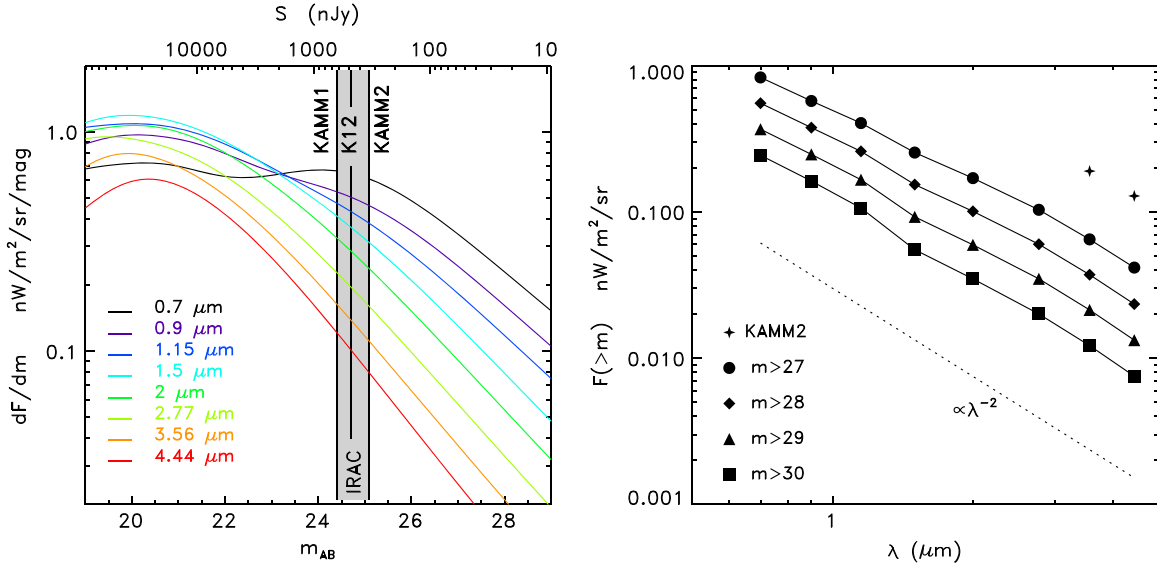 S (nJy)
10000 1000 100 10
dF/dm nW/m²/sr/mag
1.0
0.1
KAMM1
K12
KAMM2
IRAC
0.7 μm
0.9 μm
1.15 μm
1.5 μm
2 μm
2.77 μm
3.56 μm
4.44 μm
20 22 24 26 28
m_AB
F(>m) nW/m²/sr
1.000
0.100
0.010
0.001
KAMM2
m>27
m>28
m>29
m>30
∝λ⁻²
1
λ (μm)